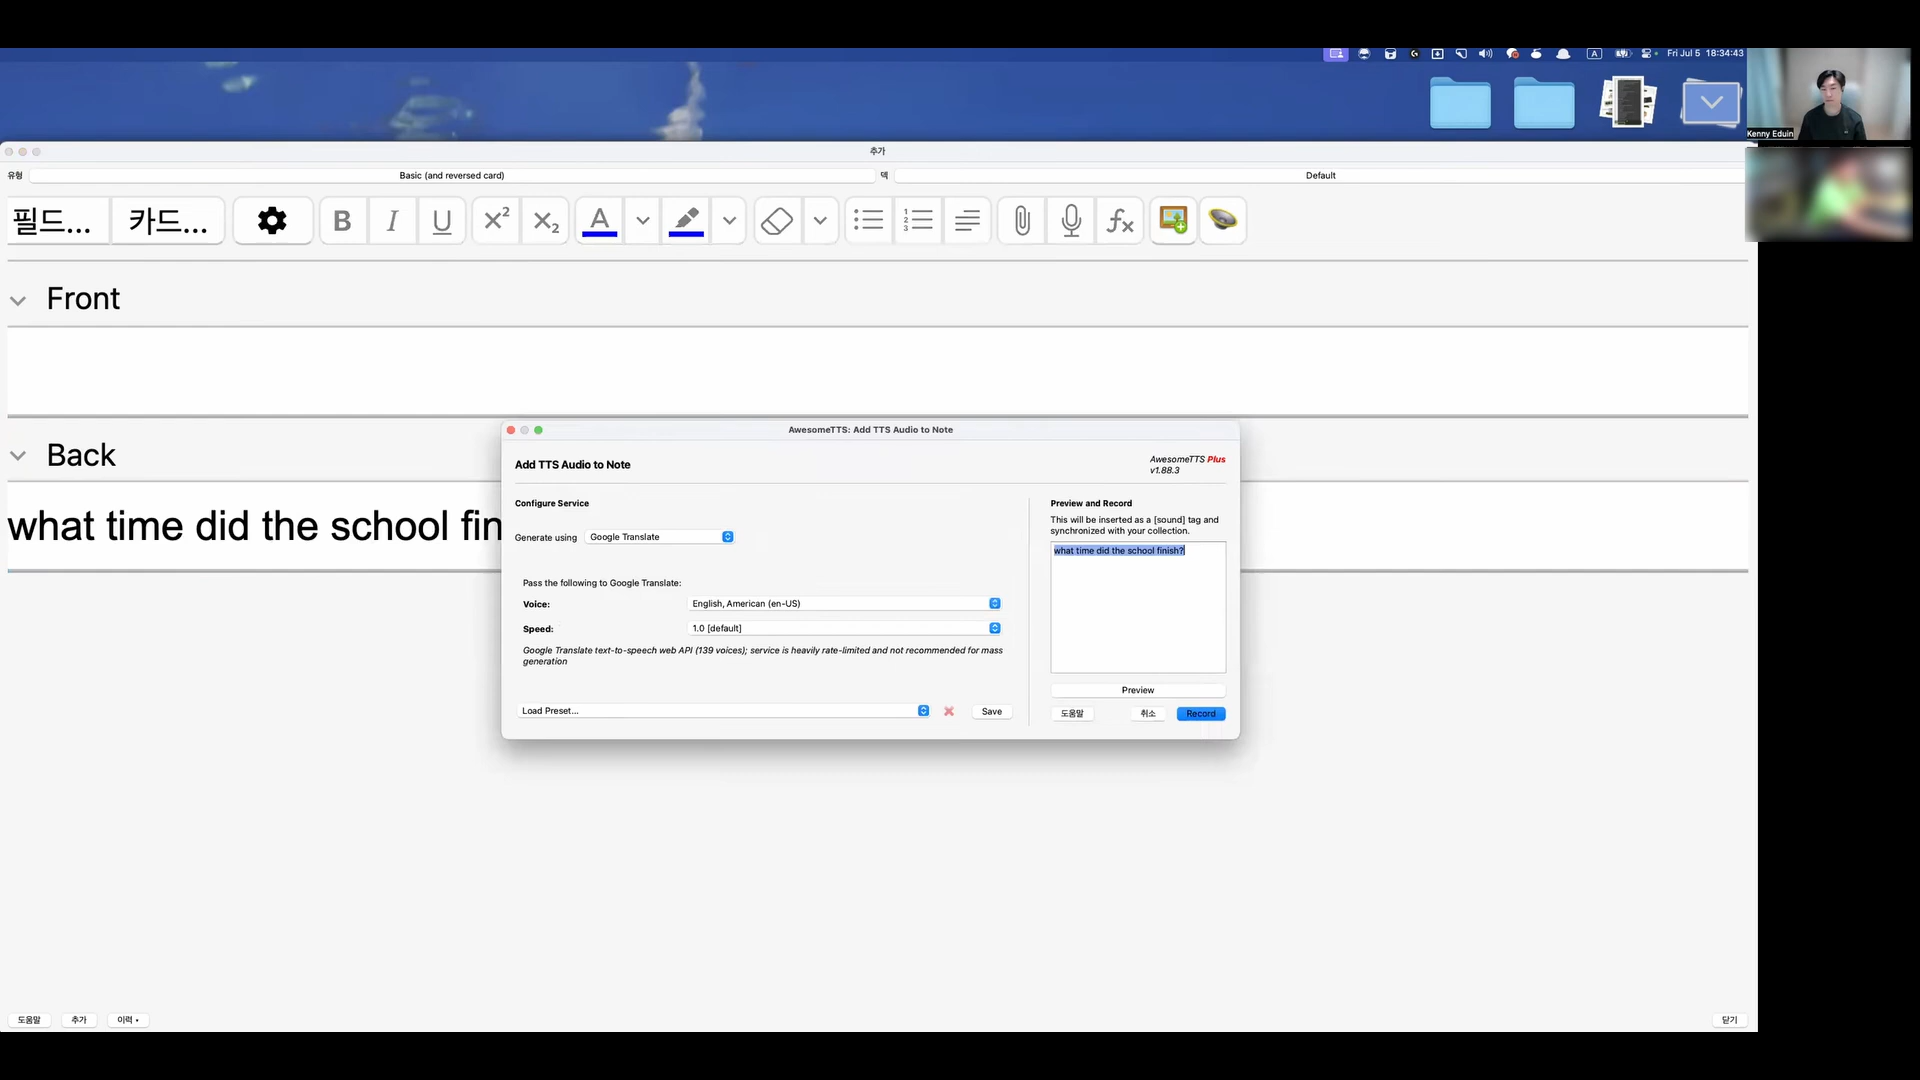 Fri Jul 5 18:34:43
Kenny Eduin
추가
유형
Basic (and reversed card)
덱
Default
필드...
카드...
B
I
U
X²
X₂
A
fx
Front
Back
what time did the school fin
AwesomeTTS: Add TTS Audio to Note
Add TTS Audio to Note
AwesomeTTS Plus
v1.88.3
Configure Service
Generate using
Google Translate
Pass the following to Google Translate:
Voice:
English, American (en-US)
Speed:
1.0 [default]
Google Translate text-to-speech web API (139 voices); service is heavily rate-limited and not recommended for mass
generation
Load Preset...
Save
Preview and Record
This will be inserted as a [sound] tag and
synchronized with your collection.
what time did the school finish?
Preview
도움말
취소
Record
도움말
추가
이력
닫기